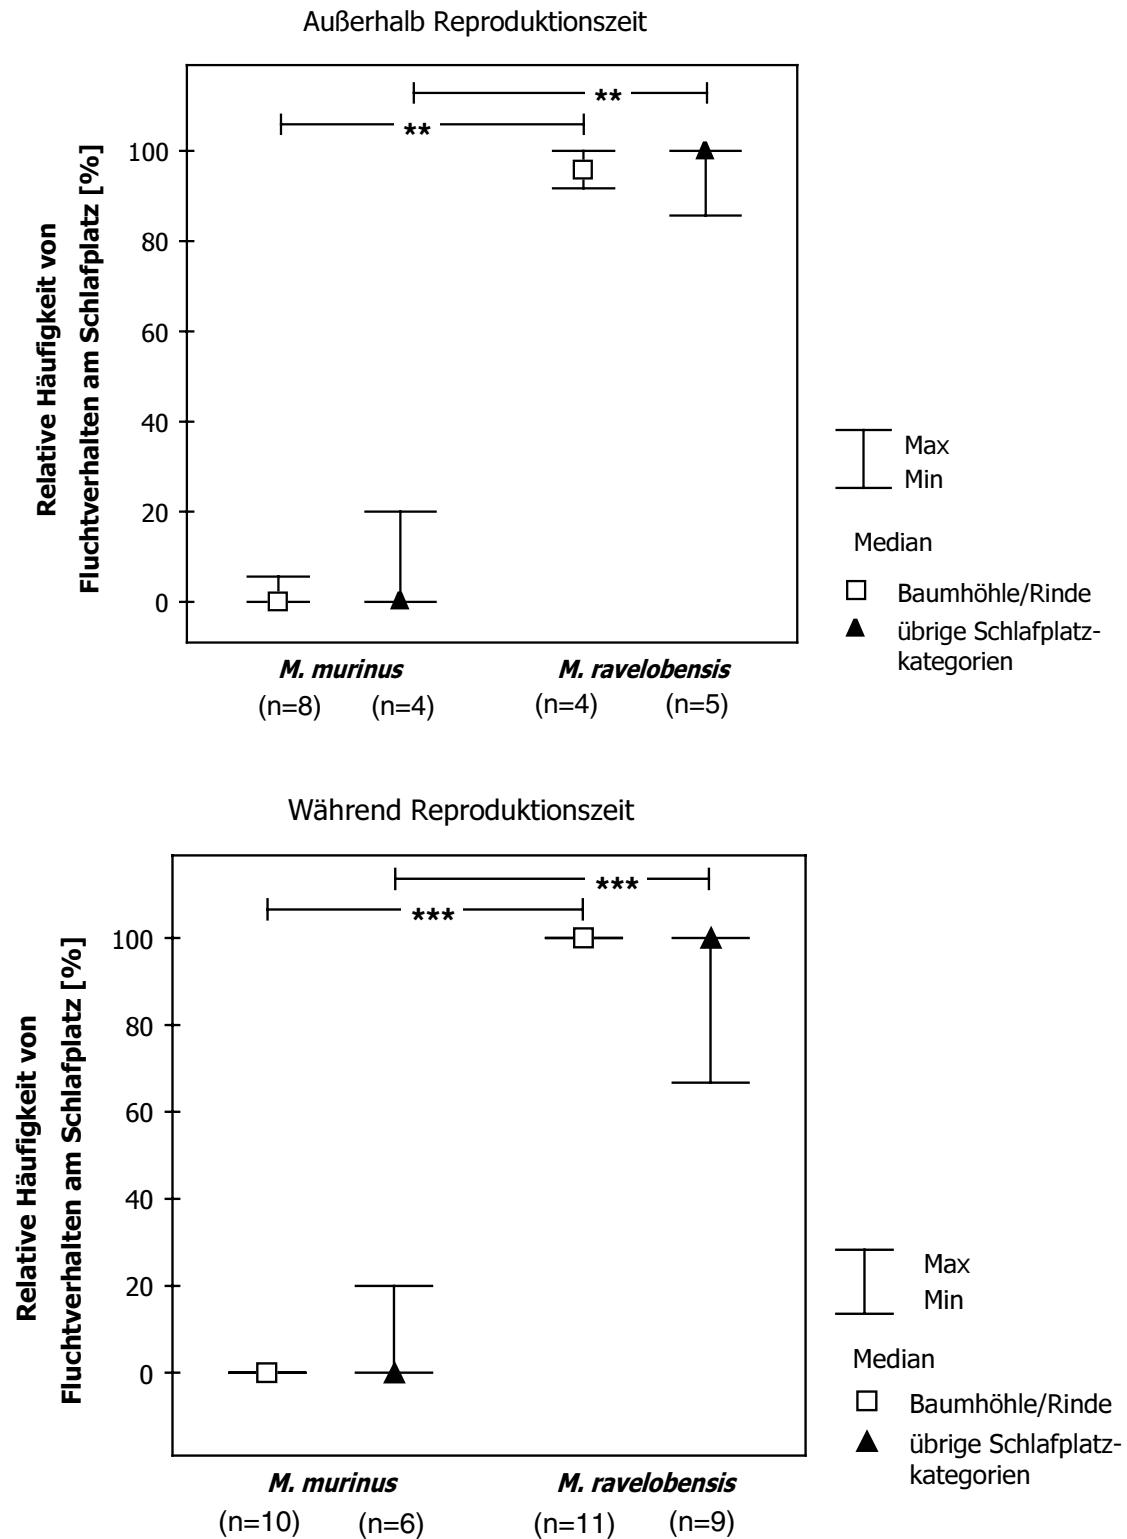 Außerhalb Reproduktionszeit
Relative Häufigkeit von
Fluchtverhalten am Schlafplatz [%]
**
**
100
80
60
40
20
0
M. murinus
M. ravelobensis
(n=8)
(n=4)
(n=4)
(n=5)
Max
Min
Median
Baumhöhle/Rinde
übrige Schlafplatz-
kategorien
Während Reproduktionszeit
Relative Häufigkeit von
Fluchtverhalten am Schlafplatz [%]
***
***
100
80
60
40
20
0
M. murinus
M. ravelobensis
(n=10)
(n=6)
(n=11)
(n=9)
Max
Min
Median
Baumhöhle/Rinde
übrige Schlafplatz-
kategorien